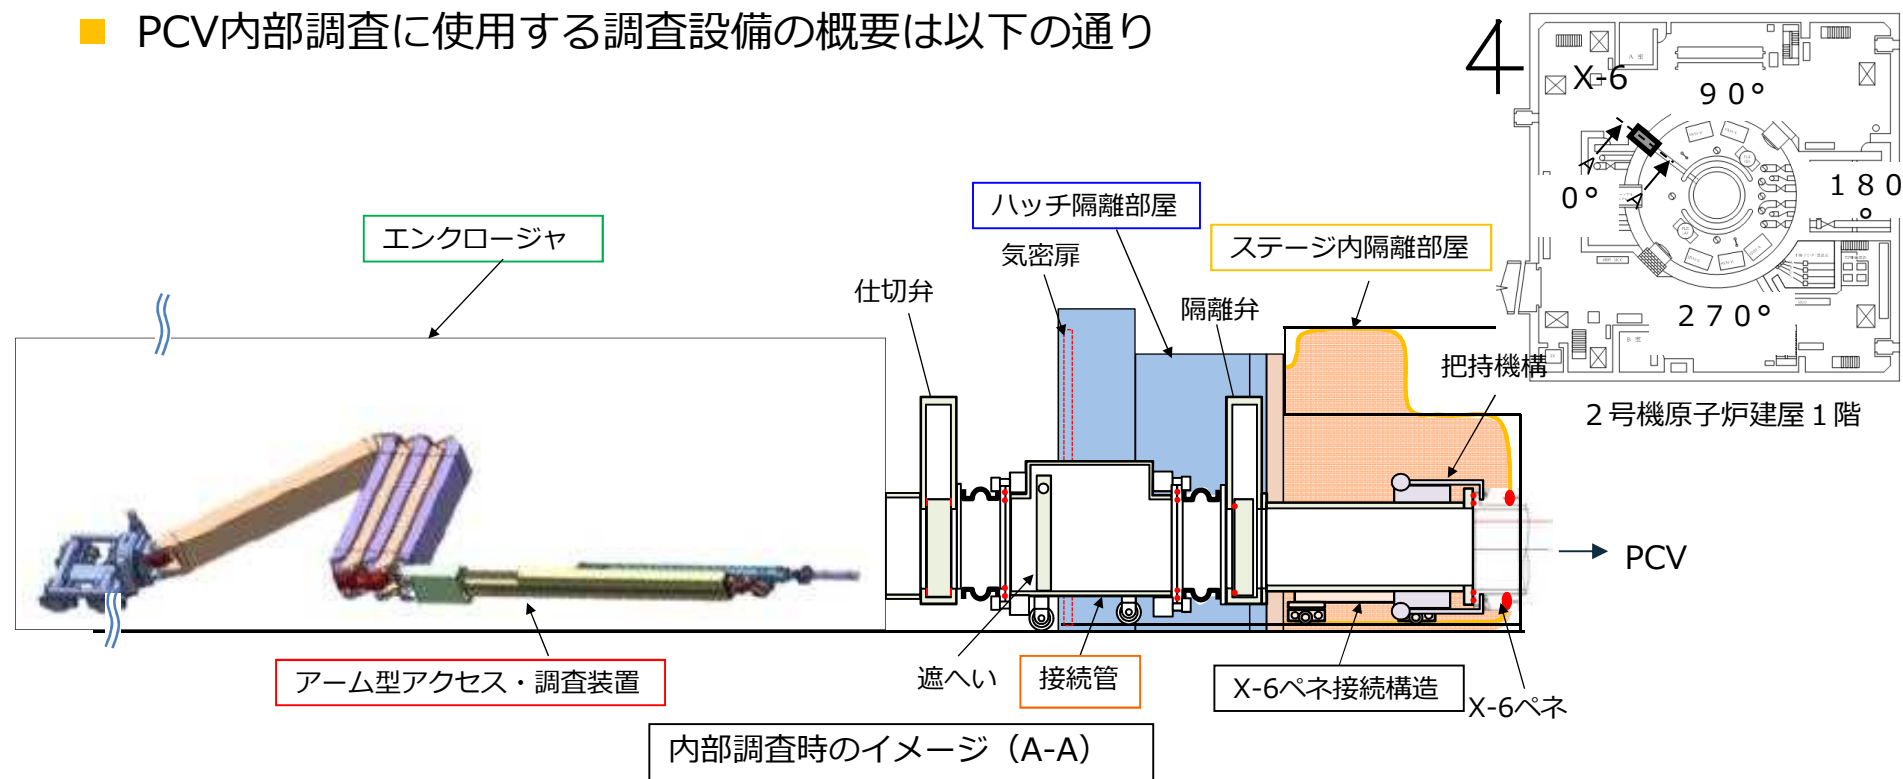 PCV内部調査に使用する調査設備の概要は以下の通り
X-6
90°
A
0°
A
180°
270°
2号機原子炉建屋1階
ハッチ隔離部屋
エンクロージャ
気密扉
ステージ内隔離部屋
仕切弁
隔離弁
把持機構
PCV
アーム型アクセス・調査装置
遮へい
接続管
X-6ペネ接続構造
X-6ペネ
内部調査時のイメージ（A-A）